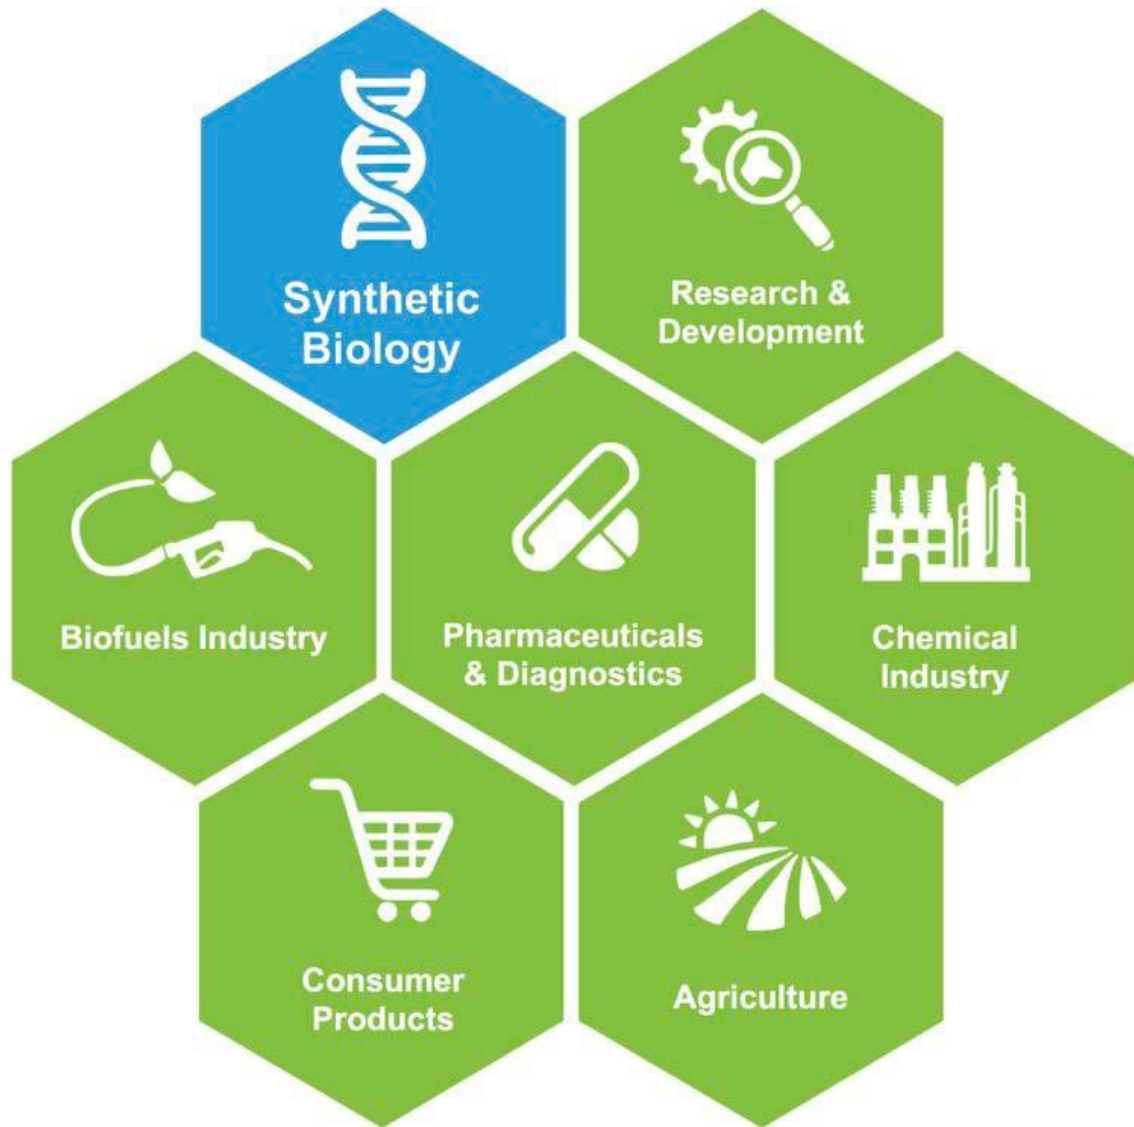 Synthetic
Biology
Research &
Development
Biofuels Industry
Pharmaceuticals
& Diagnostics
Chemical
Industry
Consumer
Products
Agriculture